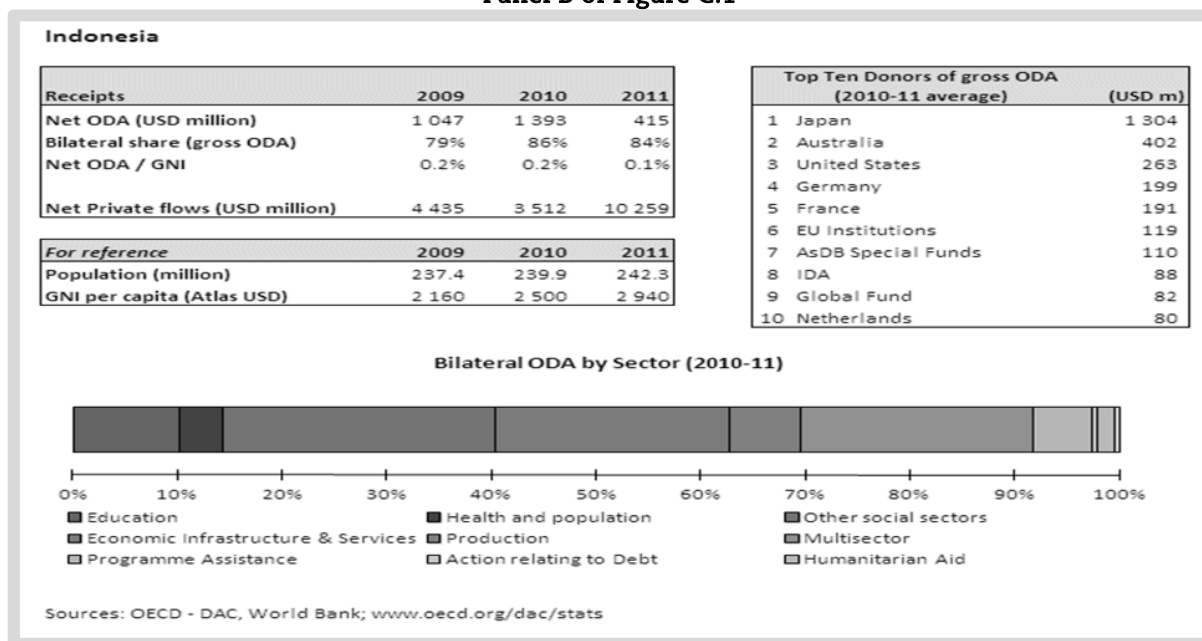 Indonesia
Receipts 2009 2010 2011
Net ODA (USD million) 1 047 1 393 415
Bilateral share (gross ODA) 79% 86% 84%
Net ODA / GNI 0.2% 0.2% 0.1%
Net Private flows (USD million) 4 435 3 512 10 259
For reference 2009 2010 2011
Population (million) 237.4 239.9 242.3
GNI per capita (Atlas USD) 2 160 2 500 2 940
Top Ten Donors of gross ODA
(2010-11 average) (USD m)
1 Japan 1 304
2 Australia 402
3 United States 263
4 Germany 199
5 France 191
6 EU Institutions 119
7 AsDB Special Funds 110
8 IDA 88
9 Global Fund 82
10 Netherlands 80
Bilateral ODA by Sector (2010-11)
0% 10% 20% 30% 40% 50% 60% 70% 80% 90% 100%
Education Health and population Other social sectors
Economic Infrastructure & Services Production Multisector
Programme Assistance Action relating to Debt Humanitarian Aid
Sources: OECD - DAC, World Bank; www.oecd.org/dac/stats